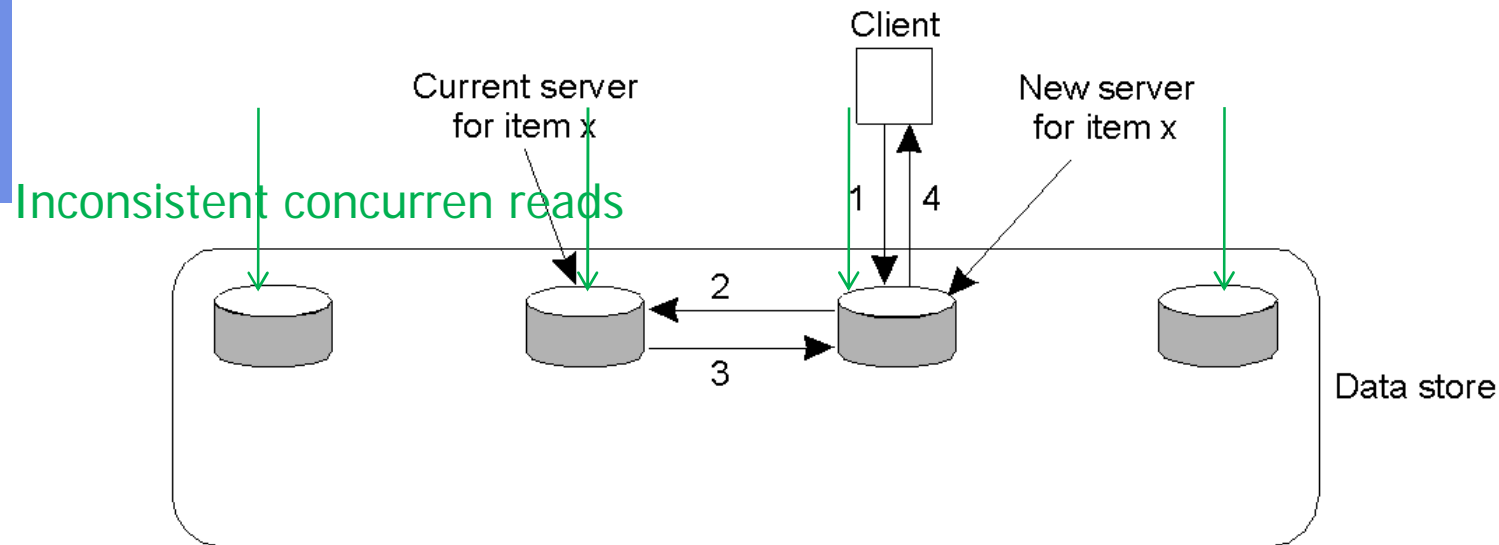 Client
Current server
for item x
New server
for item x
Inconsistent concurren reads
1
4
2
3
Data store